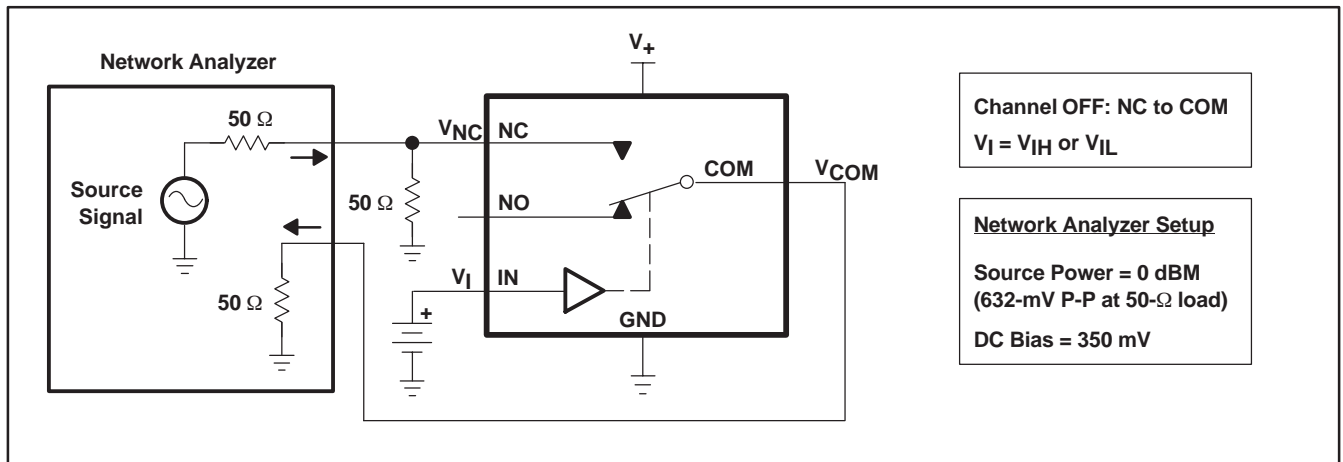 Network Analyzer
50 Ω
Source
Signal
50 Ω
V+
VNC NC
50 Ω
NO
COM
VCOM
VI IN
+
GND
Channel OFF: NC to COM
VI = VIH or VIL
Network Analyzer Setup
Source Power = 0 dBM
(632-mV P-P at 50-Ω load)
DC Bias = 350 mV